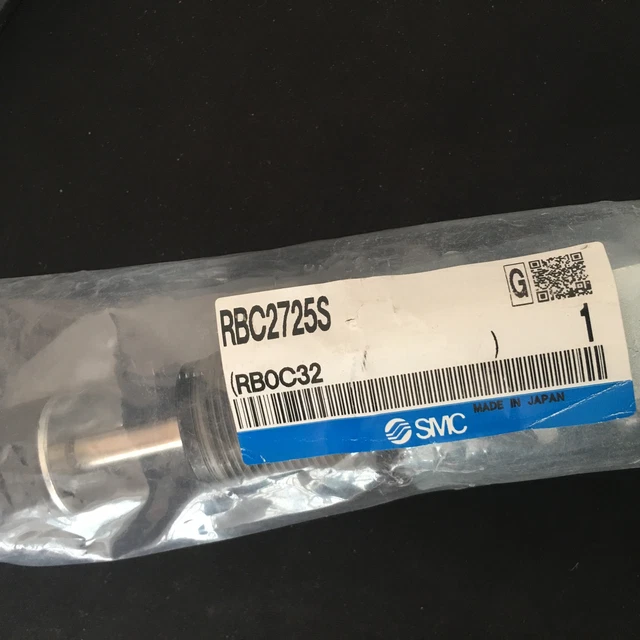 G
RBC2725S
1
(RBOC32 )
MADE IN JAPAN
SMC